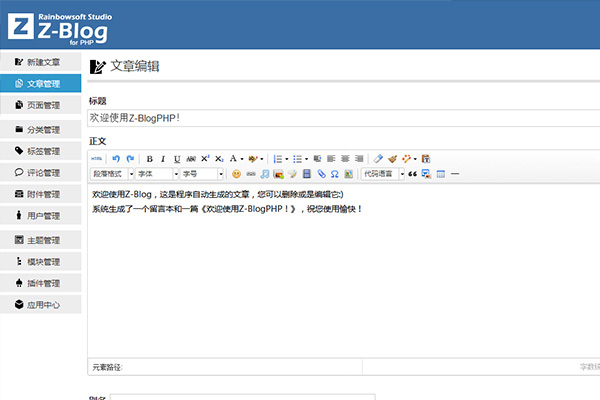 Rainbowsoft Studio
Z Z-Blog
for PHP
新建文章
文章管理
页面管理
分类管理
标签管理
评论管理
附件管理
用户管理
主题管理
模块管理
插件管理
应用中心
文章编辑
标题
欢迎使用Z-BlogPHP！
正文
HTML B I U ABC X² X₂ A
段落格式 字体 字号 代码语言
欢迎使用Z-Blog，这是程序自动生成的文章，您可以删除或是编辑它:)
系统生成了一个留言本和一篇《欢迎使用Z-BlogPHP！》，祝您使用愉快！
元素路径:
字数统
别名